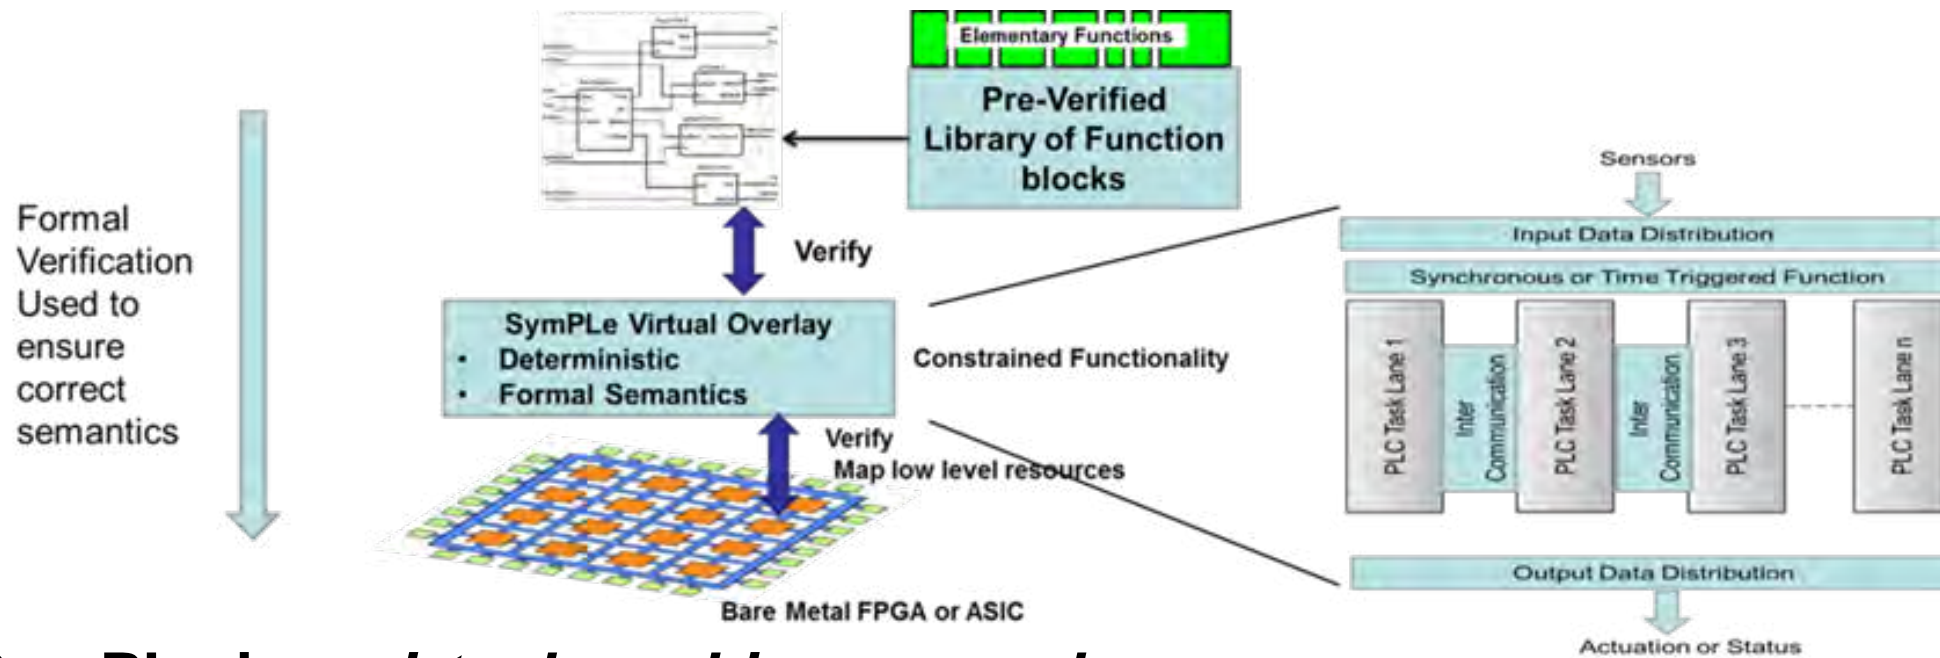 Elementary Functions
Pre-Verified
Library of Function
blocks
Formal
Verification
Used to
ensure
correct
semantics
Verify
SymPLe Virtual Overlay
• Deterministic
• Formal Semantics
Constrained Functionality
Verify
Map low level resources
Bare Metal FPGA or ASIC
Sensors
Input Data Distribution
Synchronous or Time Triggered Function
PLC Task Lane 1
Inter
Communication
PLC Task Lane 2
Inter
Communication
PLC Task Lane 3
PLC Task Lane n
Output Data Distribution
Actuation or Status